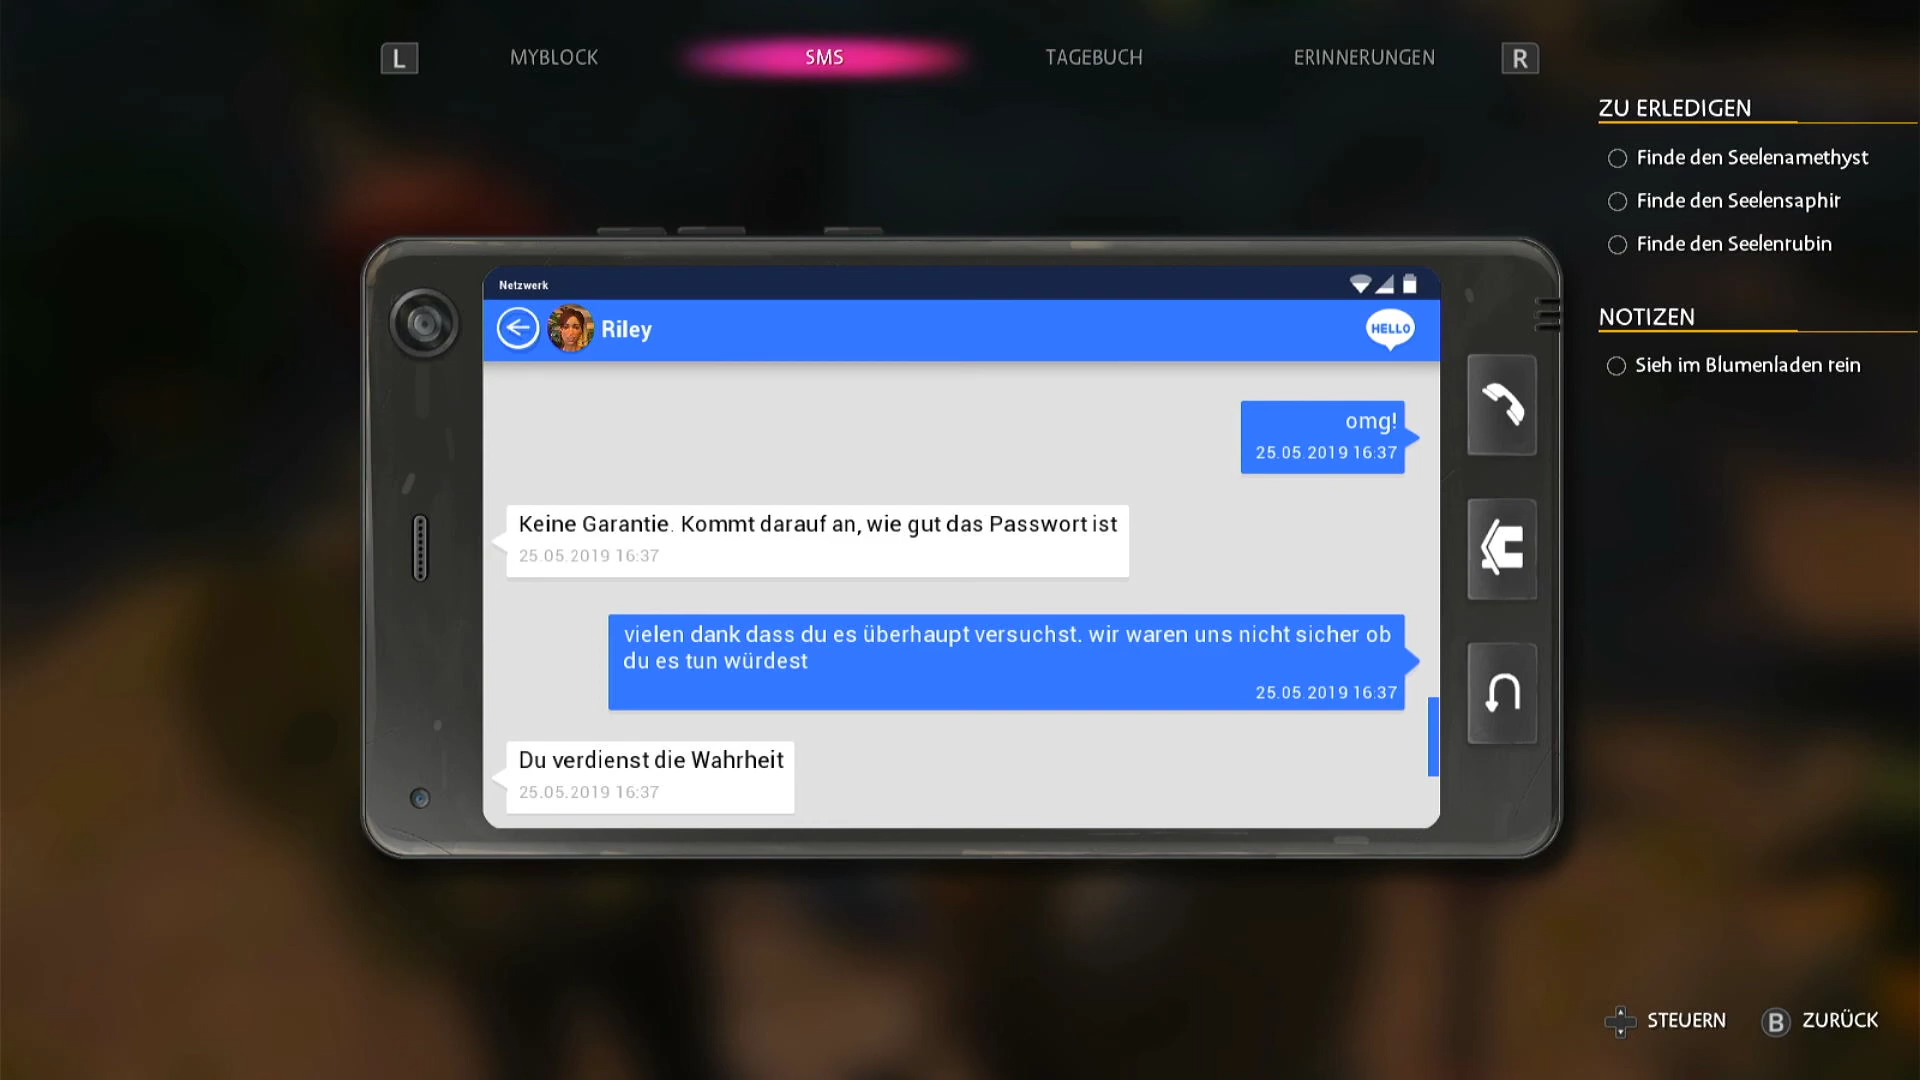 L
MYBLOCK
SMS
TAGEBUCH
ERINNERUNGEN
R
ZU ERLEDIGEN
Finde den Seelenamethyst
Finde den Seelensaphir
Finde den Seelenrubin
NOTIZEN
Sieh im Blumenladen rein
Netzwerk
Riley
HELLO
omg!
25.05.2019 16:37
Keine Garantie. Kommt darauf an, wie gut das Passwort ist
25.05.2019 16:37
vielen dank dass du es überhaupt versuchst. wir waren uns nicht sicher ob
du es tun würdest
25.05.2019 16:37
Du verdienst die Wahrheit
25.05.2019 16:37
STEUERN
B ZURÜCK